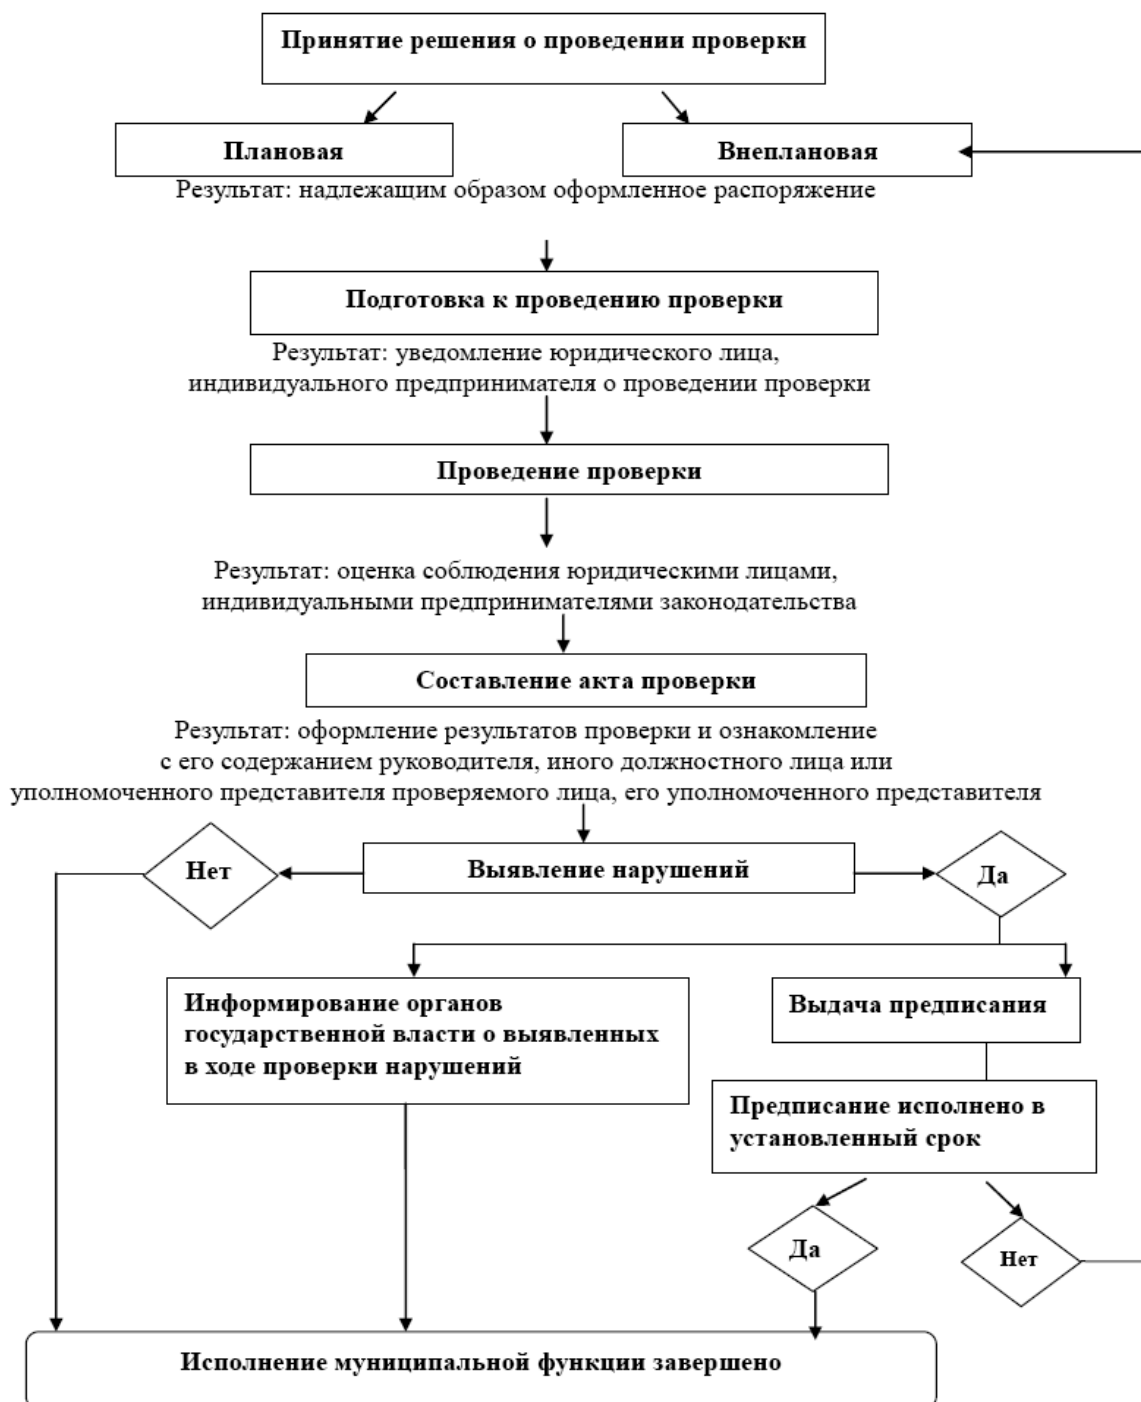 Принятие решения о проведении проверки
Плановая
Внеплановая
Результат: надлежащим образом оформленное распоряжение
Подготовка к проведению проверки
Результат: уведомление юридического лица,
индивидуального предпринимателя о проведении проверки
Проведение проверки
Результат: оценка соблюдения юридическими лицами,
индивидуальными предпринимателями законодательства
Составление акта проверки
Результат: оформление результатов проверки и ознакомление
с его содержанием руководителя, иного должностного лица или
уполномоченного представителя проверяемого лица, его уполномоченного представителя
Нет
Выявление нарушений
Да
Информирование органов
государственной власти о выявленных
в ходе проверки нарушений
Выдача предписания
Предписание исполнено в
установленный срок
Да
Нет
Исполнение муниципальной функции завершено